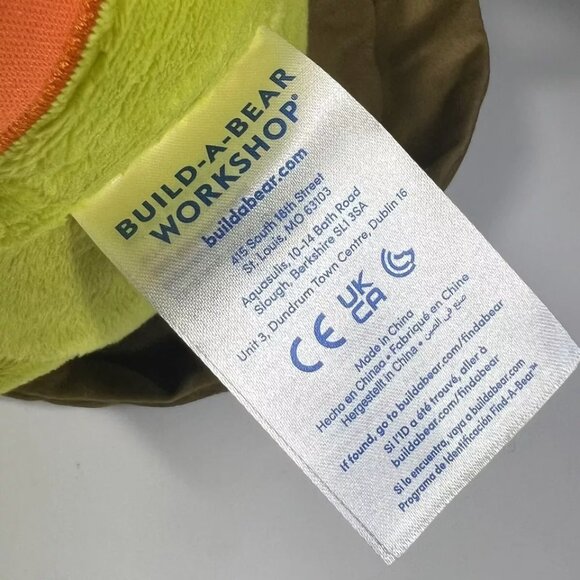 BUILD-A-BEAR
WORKSHOP®
buildabear.com
415 South 18th Street
St. Louis, MO 63103
Aquasulis, 10-14 Bath Road
Slough, Berkshire SL1 3SA
Unit 3, Dundrum Town Centre, Dublin 16
CE UK CA
Made in China صنع في الصين
Hecho en Chinaa • Fabriqué en Chine
Hergestellt in China
If found, go to buildabear.com/findabear
Si l'ID a été trouvé, aller à
buildabear.com/findabear
Si lo encuentra, vaya a buildabear.com
Programa de Identificación Find-A-Bear™